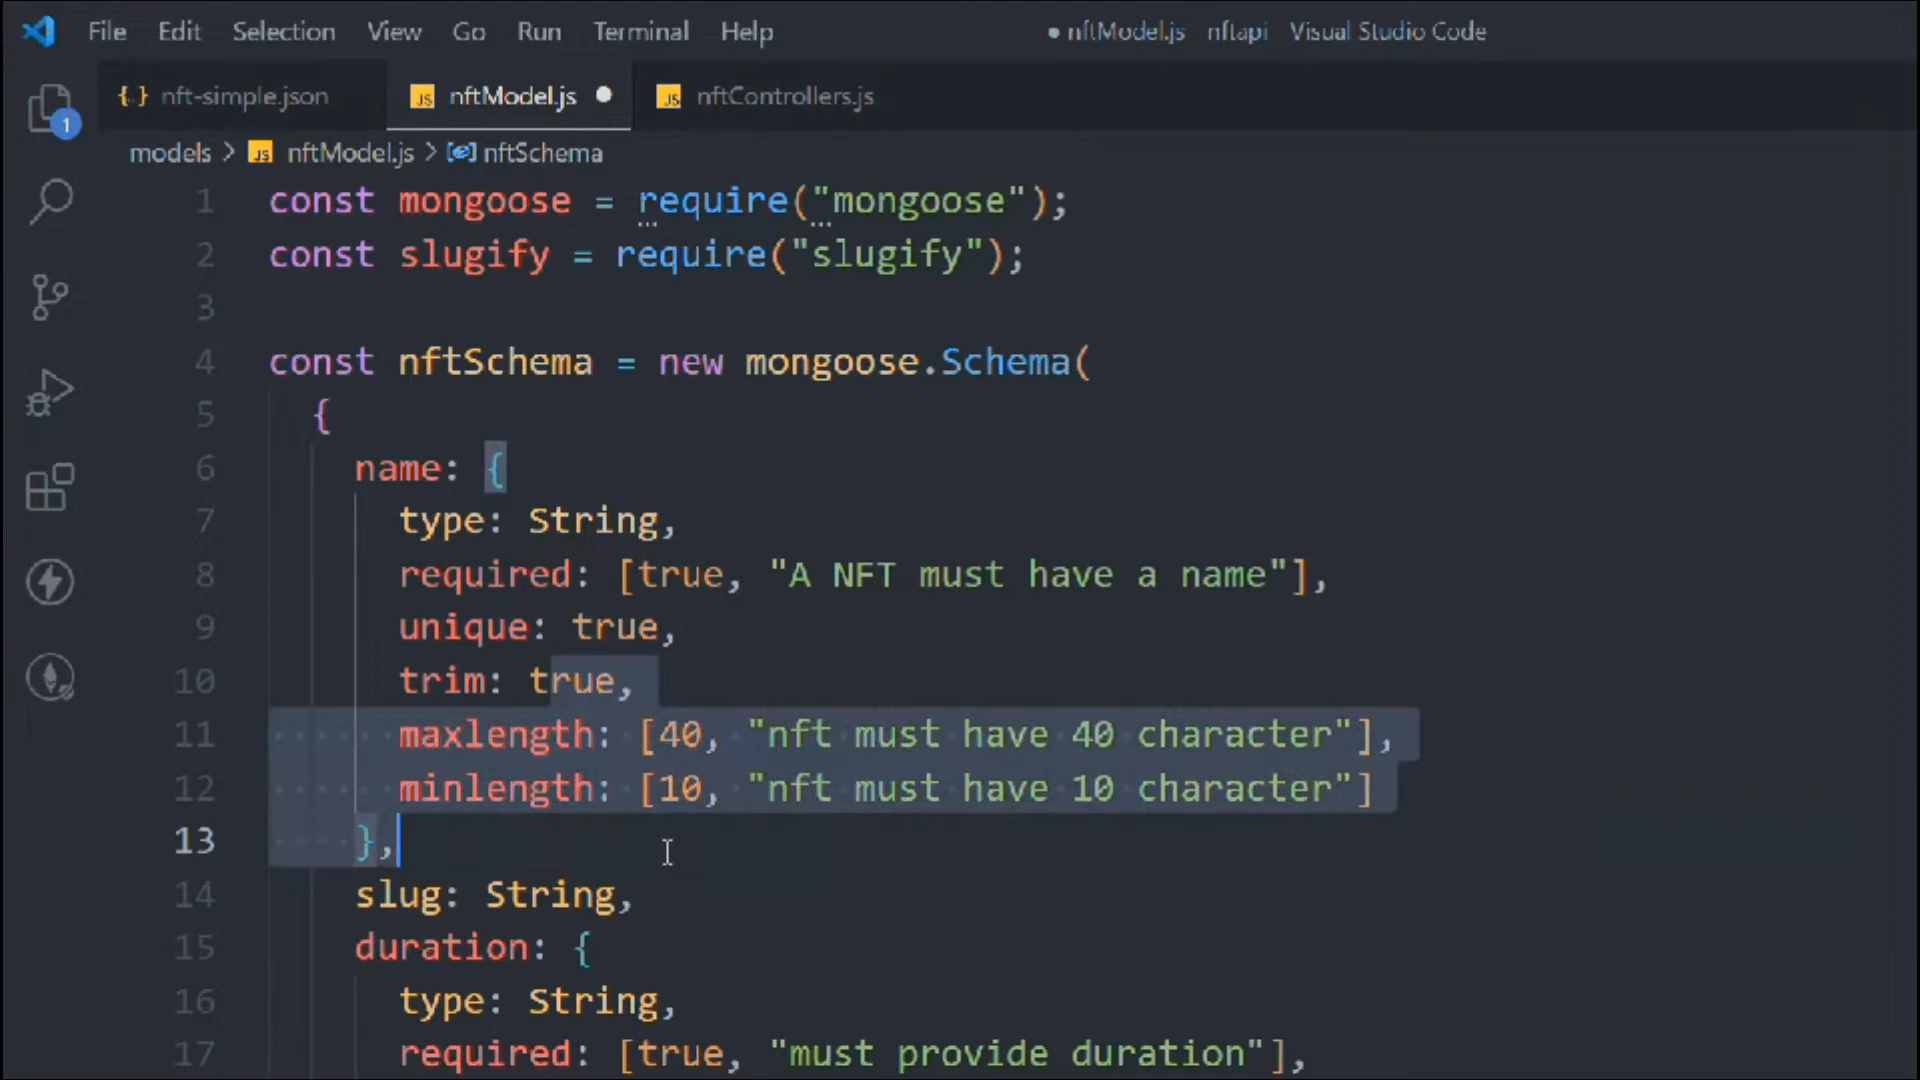 File Edit Selection View Go Run Terminal Help ● nftModel.js nftapi Visual Studio Code
1
{.} nft-simple.json JS nftModel.js ● JS nftControllers.js
models > JS nftModel.js > nftSchema
1 const mongoose = require("mongoose");
2 const slugify = require("slugify");
3
4 const nftSchema = new mongoose.Schema(
5 {
6 name: {
7 type: String,
8 required: [true, "A NFT must have a name"],
9 unique: true,
10 trim: true,
11 maxlength: [40, "nft must have 40 character"],
12 minlength: [10, "nft must have 10 character"]
13 },
14 slug: String,
15 duration: {
16 type: String,
17 required: [true, "must provide duration"],